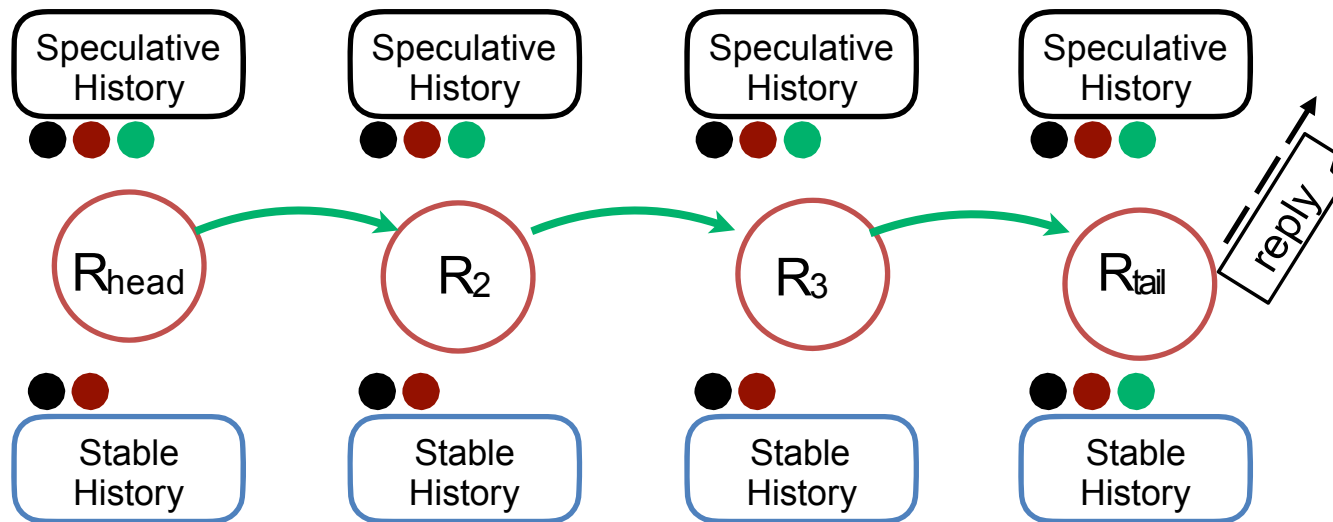 Speculative
History
Speculative
History
Speculative
History
Speculative
History
Rhead
R2
R3
Rtail
reply
Stable
History
Stable
History
Stable
History
Stable
History